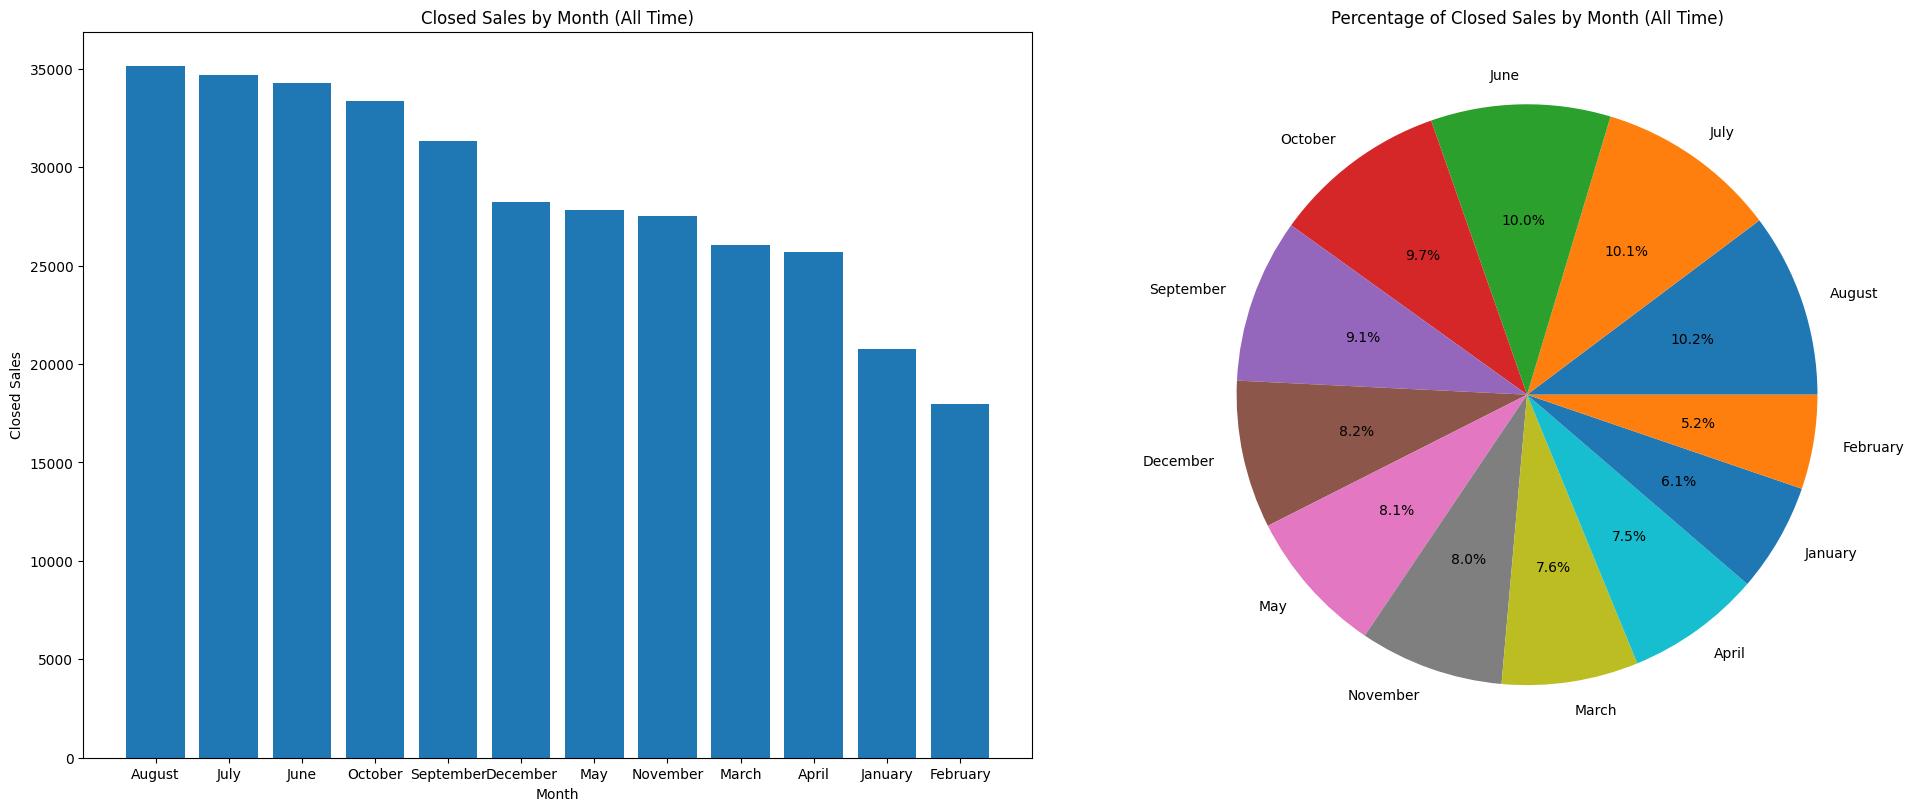 Closed Sales by Month (All Time)
35000
30000
25000
20000
15000
10000
5000
0
Closed Sales
August July June October September December May November March April January February
Month
Percentage of Closed Sales by Month (All Time)
June
July
October
August
September
10.0%
10.1%
9.7%
10.2%
9.1%
8.2%
5.2%
February
December
6.1%
8.1%
7.5%
January
8.0%
7.6%
May
April
November
March